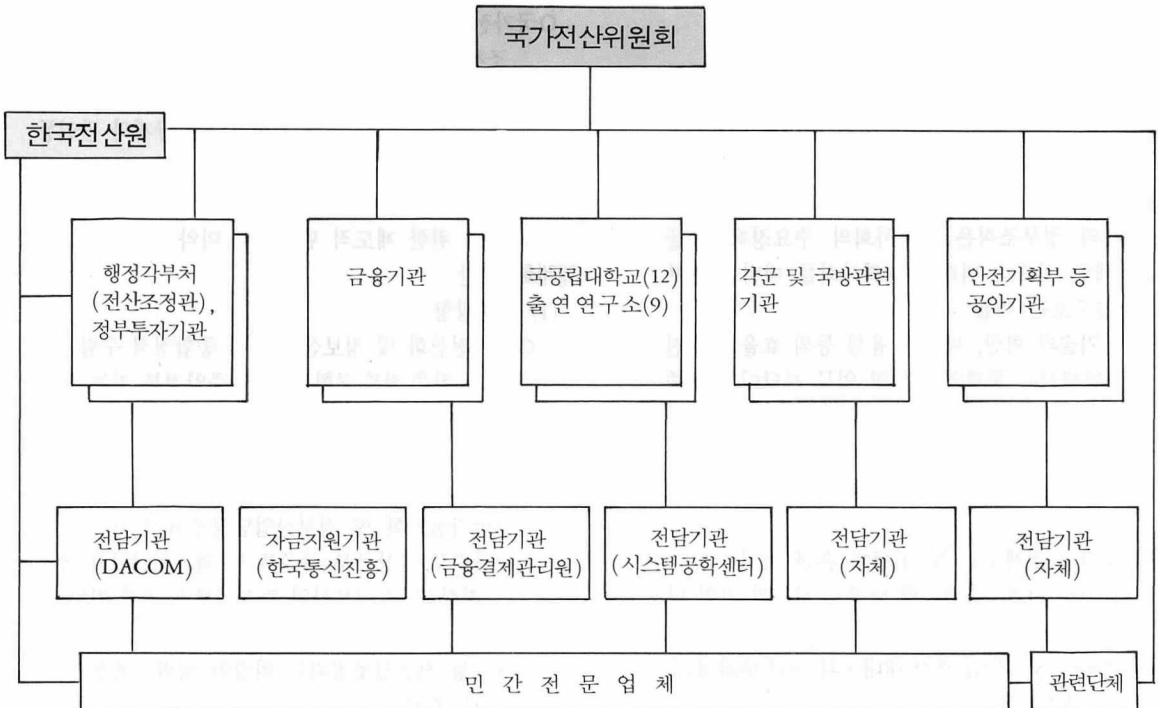 국가전산위원회
한국전산원
행정각부처
(전산조정관),
정부투자기관
금융기관
국·공립대학교(12)
출연연구소(9)
각군 및 국방관련
기관
안전기획부 등
공안기관
전담기관
(DACOM)
자금지원기관
(한국통신진흥)
전담기관
(금융결제관리원)
전담기관
(시스템공학센터)
전담기관
(자체)
전담기관
(자체)
민간전문업체
관련단체